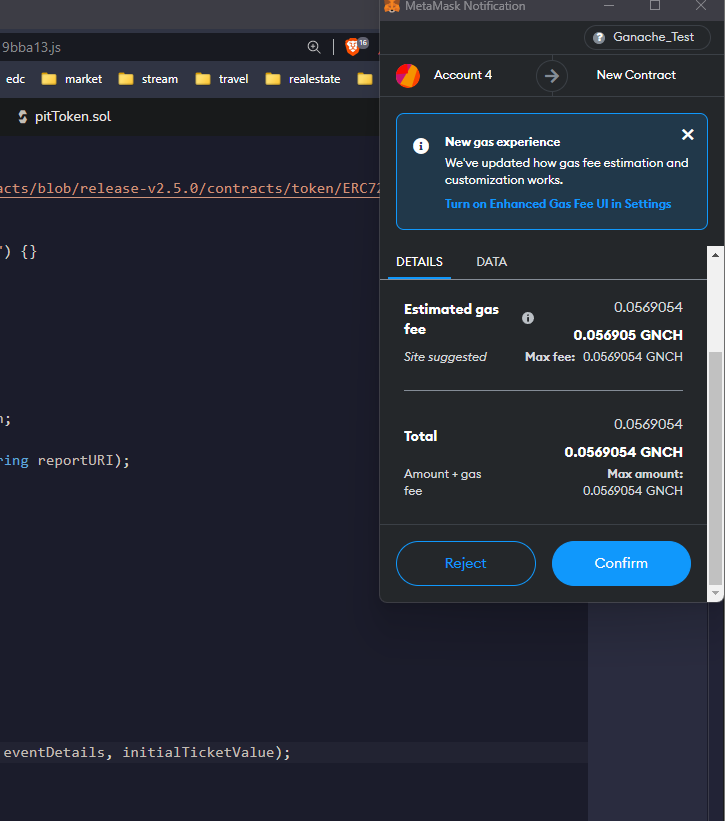 MetaMask Notification
9bba13.js
16
Ganache_Test
edc market stream travel realestate
Account 4
New Contract
pitToken.sol
New gas experience
We've updated how gas fee estimation and
customization works.
Turn on Enhanced Gas Fee UI in Settings
acts/blob/release-v2.5.0/contracts/token/ERC72
") {}
DETAILS DATA
Estimated gas
fee
0.0569054
0.056905 GNCH
Site suggested
Max fee: 0.0569054 GNCH
n;
ring reportURI);
Total
0.0569054
0.0569054 GNCH
Amount + gas
fee
Max amount:
0.0569054 GNCH
Reject
Confirm
eventDetails, initialTicketValue);